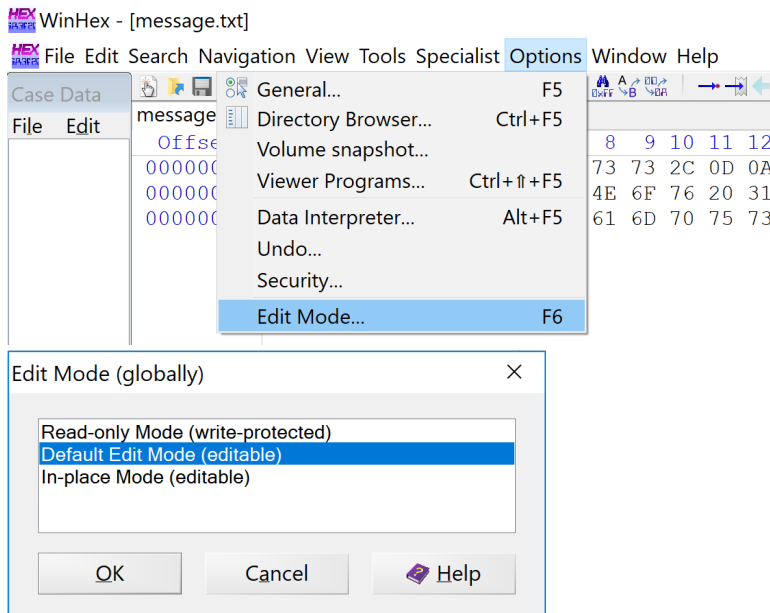 WinHex - [message.txt]
File Edit Search Navigation View Tools Specialist Options Window Help
Case Data
File Edit
message
General... F5
Directory Browser... Ctrl+F5
Volume snapshot...
Viewer Programs... Ctrl+⇑+F5
Data Interpreter... Alt+F5
Undo...
Security...
Edit Mode... F6
Offse 8 9 10 11 12
000000 73 73 2C 0D 0A
000000 4E 6F 76 20 31
000000 61 6D 70 75 73
Edit Mode (globally)
Read-only Mode (write-protected)
Default Edit Mode (editable)
In-place Mode (editable)
OK Cancel Help